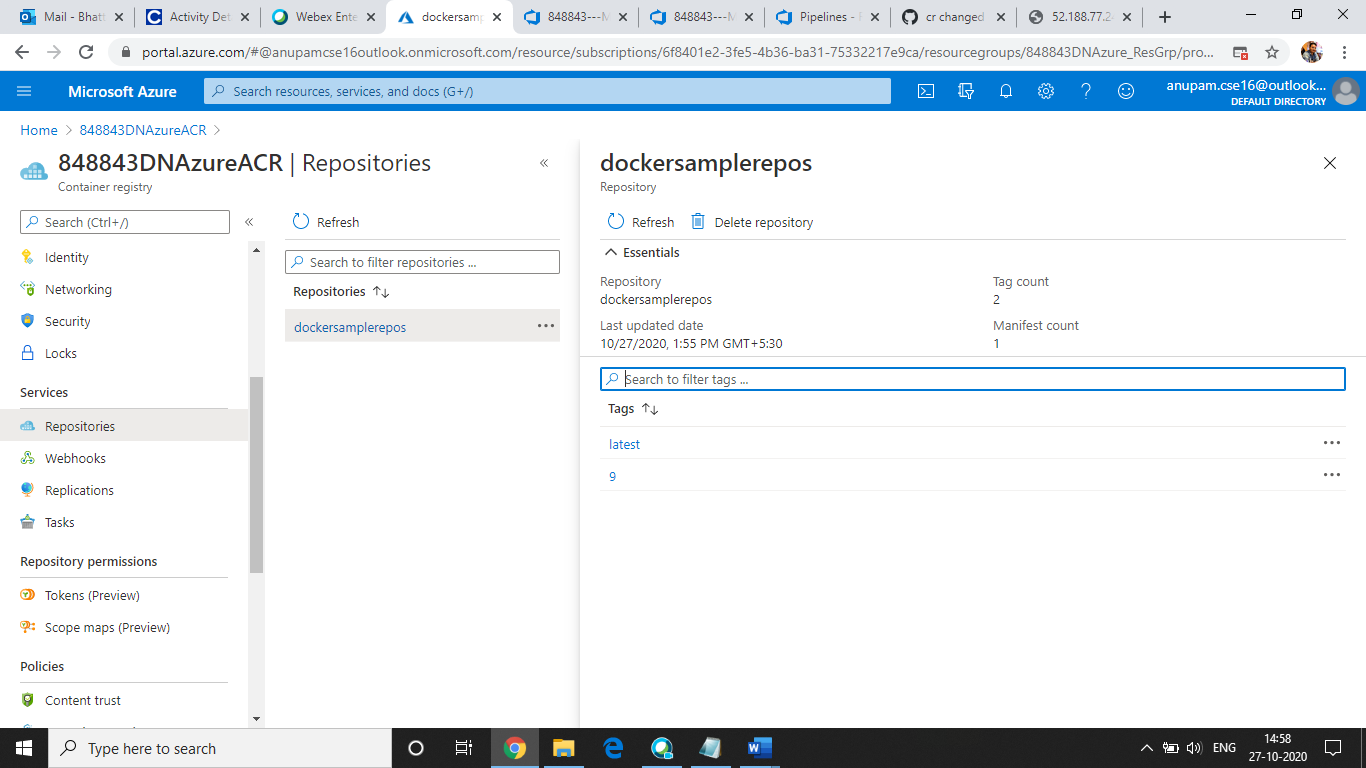 Mail - Bhatt
Activity Det
Webex Ente
dockersamp
848843---M
848843---M
Pipelines -
cr changed
52.188.77.2
portal.azure.com/#@anupamcse16outlook.onmicrosoft.com/resource/subscriptions/6f8401e2-3fe5-4b36-ba31-75332217e9ca/resourcegroups/848843DNAzure_ResGrp/pro...
Microsoft Azure
Search resources, services, and docs (G+/)
anupam.cse16@outlook...
DEFAULT DIRECTORY
Home > 848843DNAzureACR >
848843DNAzureACR | Repositories
Container registry
Search (Ctrl+/)
Identity
Networking
Security
Locks
Services
Repositories
Webhooks
Replications
Tasks
Repository permissions
Tokens (Preview)
Scope maps (Preview)
Policies
Content trust
Refresh
Search to filter repositories ...
Repositories
dockersamplerepos
dockersamplerepos
Repository
Refresh
Delete repository
Essentials
Repository
dockersamplerepos
Tag count
2
Last updated date
10/27/2020, 1:55 PM GMT+5:30
Manifest count
1
Search to filter tags ...
Tags
latest
9
Type here to search
ENG
14:58
27-10-2020